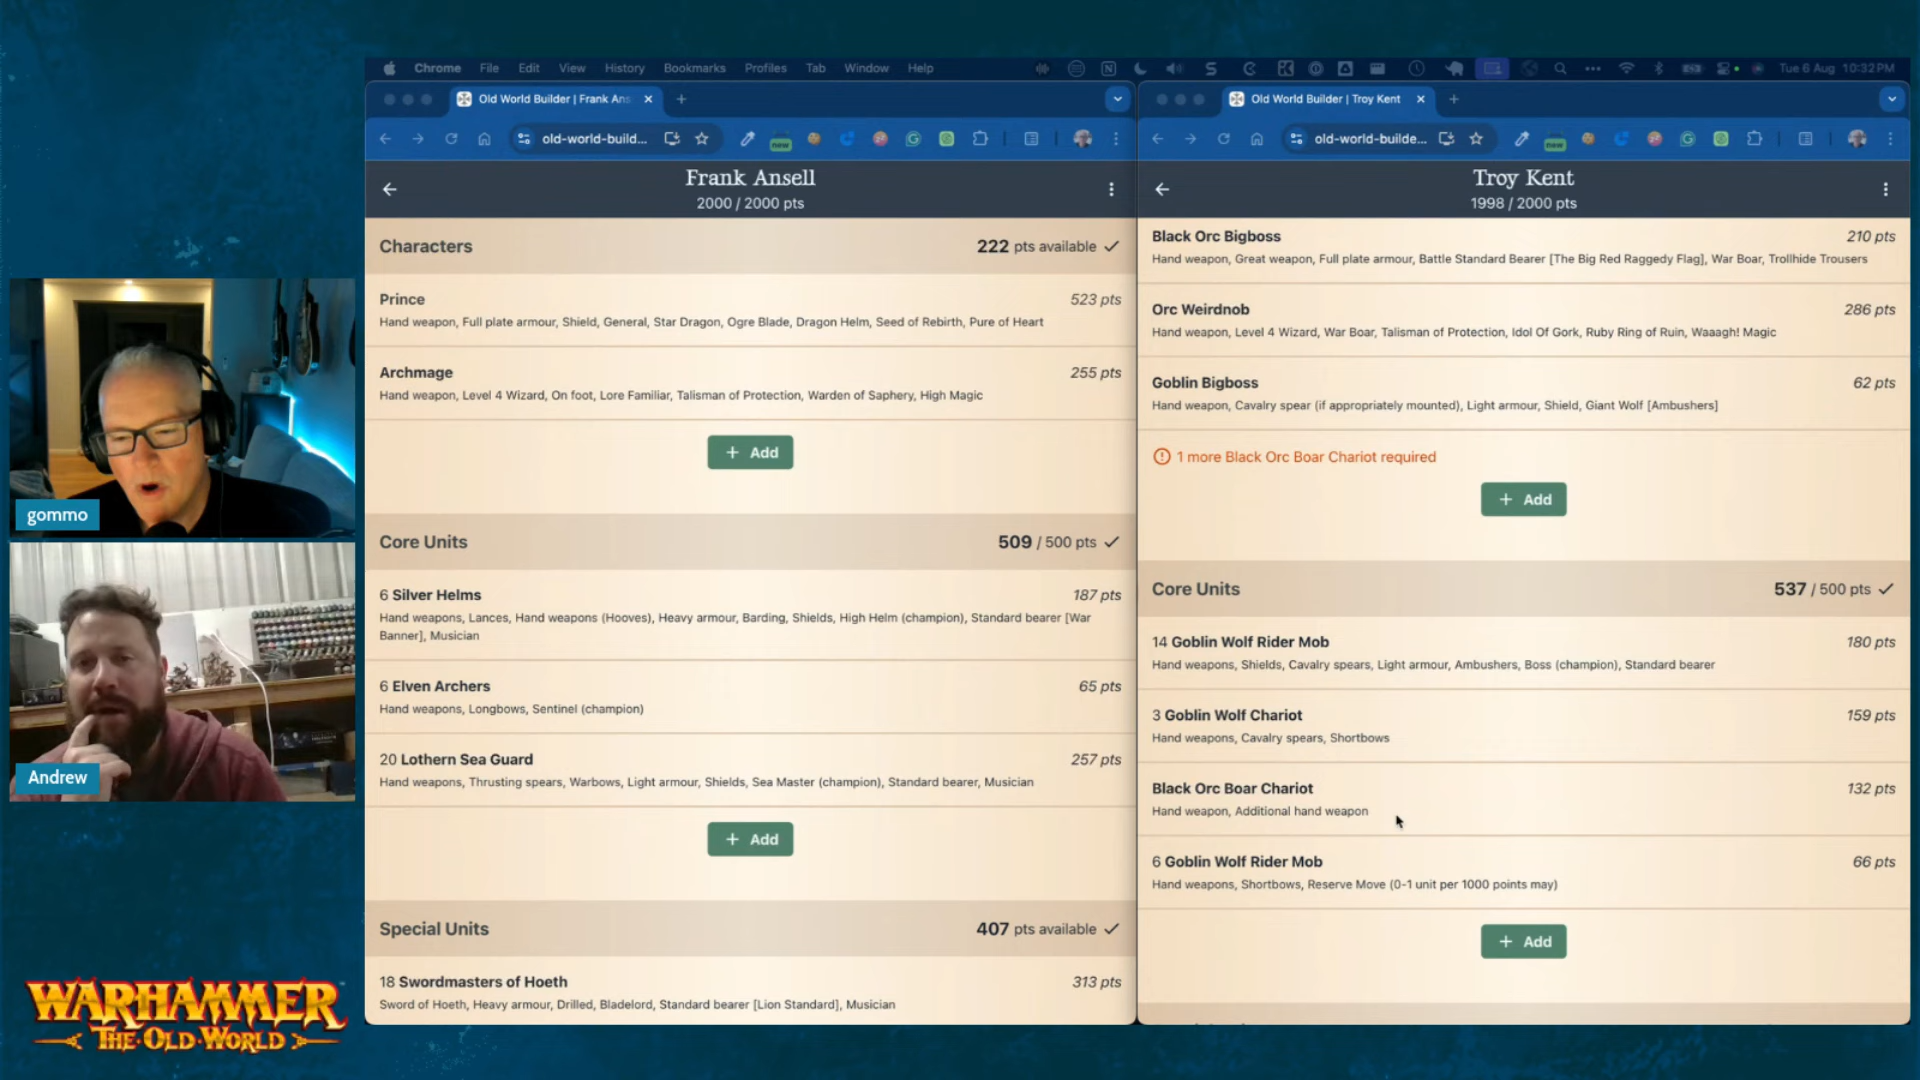 Chrome File Edit View History Bookmarks Profiles Tab Window Help
Tue 6 Aug 10:32 PM
Old World Builder | Frank Ans
old-world-build...
new
Frank Ansell
2000 / 2000 pts
Characters 222 pts available
Prince 523 pts
Hand weapon, Full plate armour, Shield, General, Star Dragon, Ogre Blade, Dragon Helm, Seed of Rebirth, Pure of Heart
Archmage 255 pts
Hand weapon, Level 4 Wizard, On foot, Lore Familiar, Talisman of Protection, Warden of Saphery, High Magic
+ Add
Core Units 509 / 500 pts
6 Silver Helms 187 pts
Hand weapons, Lances, Hand weapons (Hooves), Heavy armour, Barding, Shields, High Helm (champion), Standard bearer [War
Banner], Musician
6 Elven Archers 65 pts
Hand weapons, Longbows, Sentinel (champion)
20 Lothern Sea Guard 257 pts
Hand weapons, Thrusting spears, Warbows, Light armour, Shields, Sea Master (champion), Standard bearer, Musician
+ Add
Special Units 407 pts available
18 Swordmasters of Hoeth 313 pts
Sword of Hoeth, Heavy armour, Drilled, Bladelord, Standard bearer [Lion Standard], Musician
Old World Builder | Troy Kent
old-world-builde...
new
Troy Kent
1998 / 2000 pts
Black Orc Bigboss 210 pts
Hand weapon, Great weapon, Full plate armour, Battle Standard Bearer [The Big Red Raggedy Flag], War Boar, Trollhide Trousers
Orc Weirdnob 286 pts
Hand weapon, Level 4 Wizard, War Boar, Talisman of Protection, Idol Of Gork, Ruby Ring of Ruin, Waaagh! Magic
Goblin Bigboss 62 pts
Hand weapon, Cavalry spear (if appropriately mounted), Light armour, Shield, Giant Wolf [Ambushers]
1 more Black Orc Boar Chariot required
+ Add
Core Units 537 / 500 pts
14 Goblin Wolf Rider Mob 180 pts
Hand weapons, Shields, Cavalry spears, Light armour, Ambushers, Boss (champion), Standard bearer
3 Goblin Wolf Chariot 159 pts
Hand weapons, Cavalry spears, Shortbows
Black Orc Boar Chariot 132 pts
Hand weapon, Additional hand weapon
6 Goblin Wolf Rider Mob 66 pts
Hand weapons, Shortbows, Reserve Move (0-1 unit per 1000 points may)
+ Add
gommo
Andrew
WARHAMMER
THE·OLD·WORLD